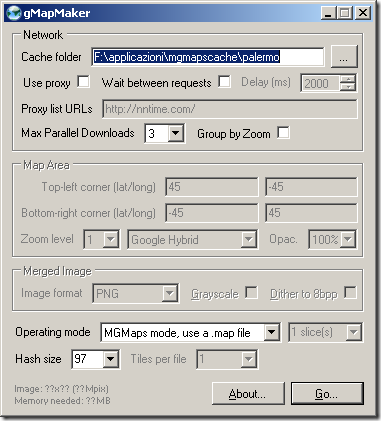 gMapMaker
Network
Cache folder F:\applicazioni\mgmapscache\palermo ...
Use proxy Wait between requests Delay (ms) 2000
Proxy list URLs http://nntime.com/
Max Parallel Downloads 3 Group by Zoom
Map Area
Top-left corner (lat/long) 45 -45
Bottom-right corner (lat/long) -45 45
Zoom level 1 Google Hybrid Opac. 100%
Merged Image
Image format PNG Grayscale Dither to 8bpp
Operating mode MGMaps mode, use a .map file 1 slice(s)
Hash size 97 Tiles per file 1
Image: ??x?? (??Mpix)
Memory needed: ??MB
About... Go...